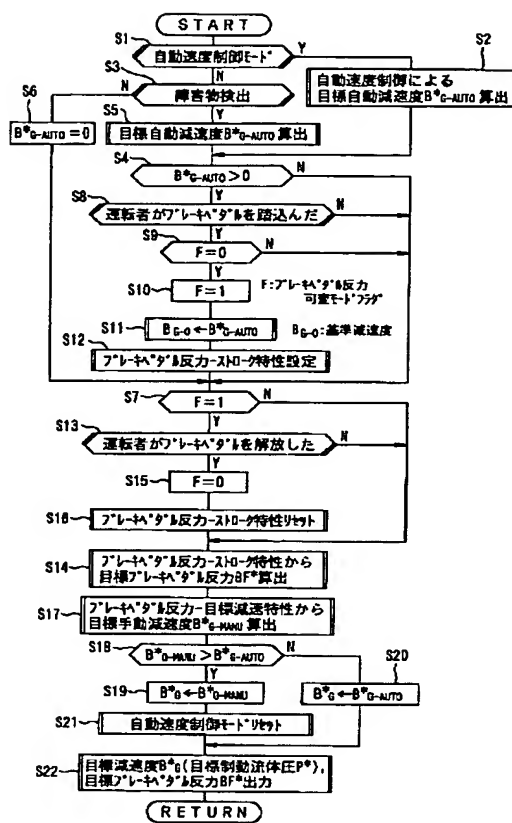 START
S1
自動速度制御モード
Y
S2
N
S3
自動速度制御による
目標自動減速度B*G-AUTO 算出
N
障害物検出
S6
Y
B*G-AUTO=0
S5
目標自動減速度B*G-AUTO 算出
S4
B*G-AUTO>0
N
Y
S8
運転者がブレーキペダルを踏込んだ
N
Y
S9
F=0
N
Y
S10
F=1
F:ブレーキペダル反力
可変モードフラグ
S11
BG-0←B*G-AUTO
BG-0:基準減速度
S12
ブレーキペダル反力ーストローク特性設定
S7
F=1
N
Y
S13
運転者がブレーキペダルを解放した
N
Y
S15
F=0
S16
ブレーキペダル反力ーストローク特性リセット
S14
ブレーキペダル反力ーストローク特性から
目標ブレーキペダル反力BF*算出
S17
ブレーキペダル反力ー目標減速特性から
目標手動減速度B*G-MANU 算出
S18
B*G-MANU>B*G-AUTO
N
S20
Y
S19
B*G←B*G-MANU
B*G←B*G-AUTO
S21
自動速度制御モードリセット
S22
目標減速度B*G(目標制動流体圧P*),
目標ブレーキペダル反力BF*出力
RETURN